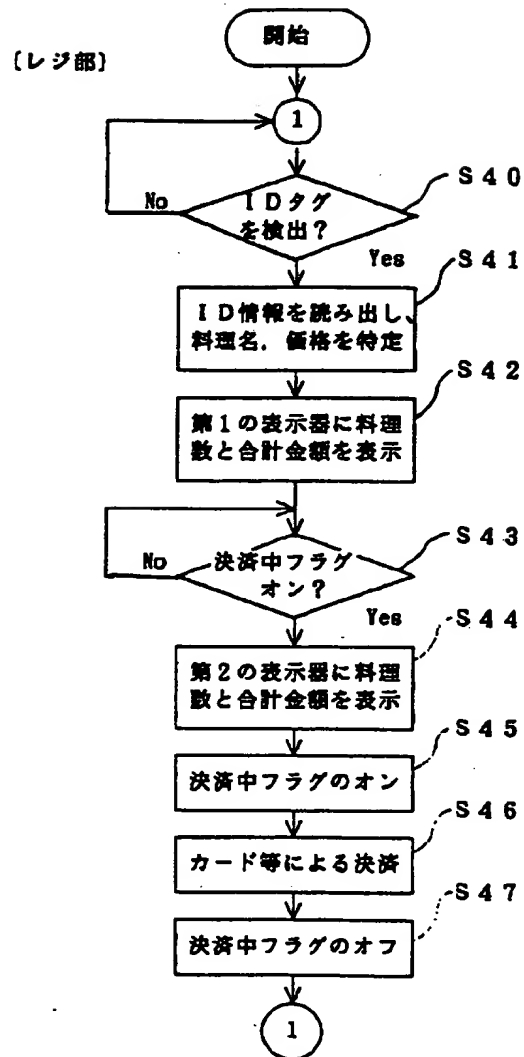 開始
[レジ部]
1
S40
IDタグ
を検出?
No
Yes
S41
ID情報を読み出し、
料理名,価格を特定
S42
第1の表示器に料理
数と合計金額を表示
S43
決済中フラグ
オン?
No
Yes
S44
第2の表示器に料理
数と合計金額を表示
S45
決済中フラグのオン
S46
カード等による決済
S47
決済中フラグのオフ
1